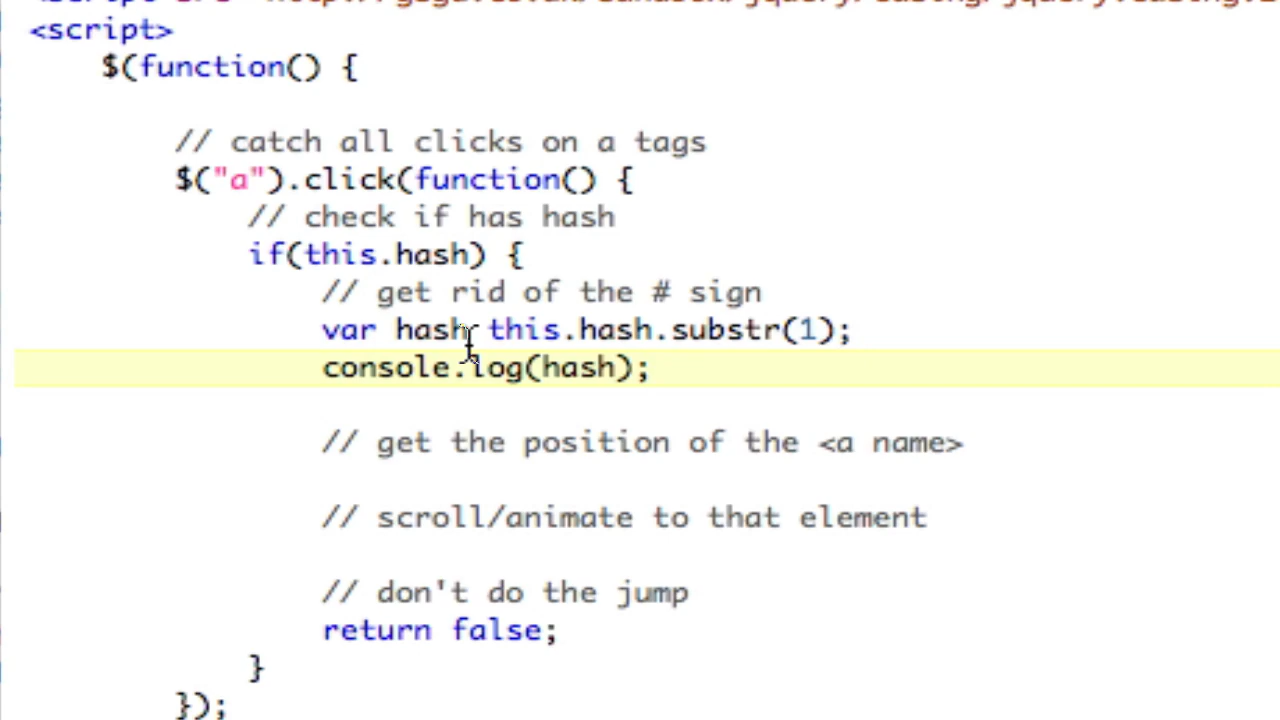 <script>
$(function() {
// catch all clicks on a tags
$("a").click(function() {
// check if has hash
if(this.hash) {
// get rid of the # sign
var hash this.hash.substr(1);
console.log(hash);
// get the position of the <a name>
// scroll/animate to that element
// don't do the jump
return false;
}
});